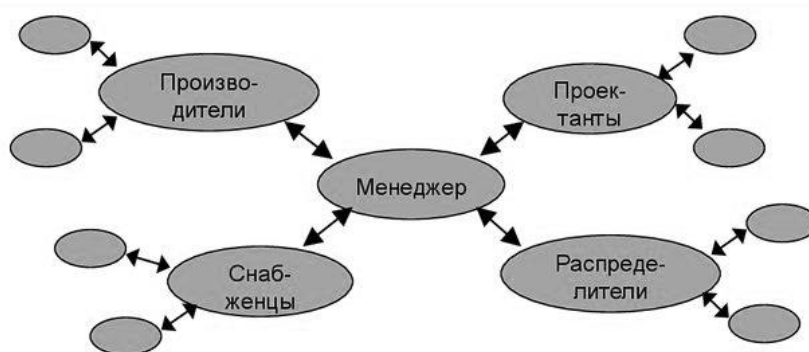 Произво-
дители
Проек-
танты
Менеджер
Снаб-
женцы
Распреде-
лители